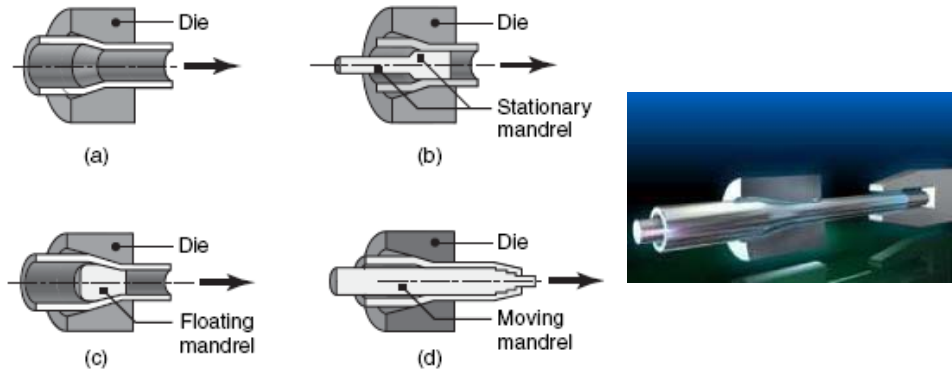 Die
(a)
Die
Stationary
mandrel
(b)
Die
Floating
mandrel
(c)
Die
Moving
mandrel
(d)